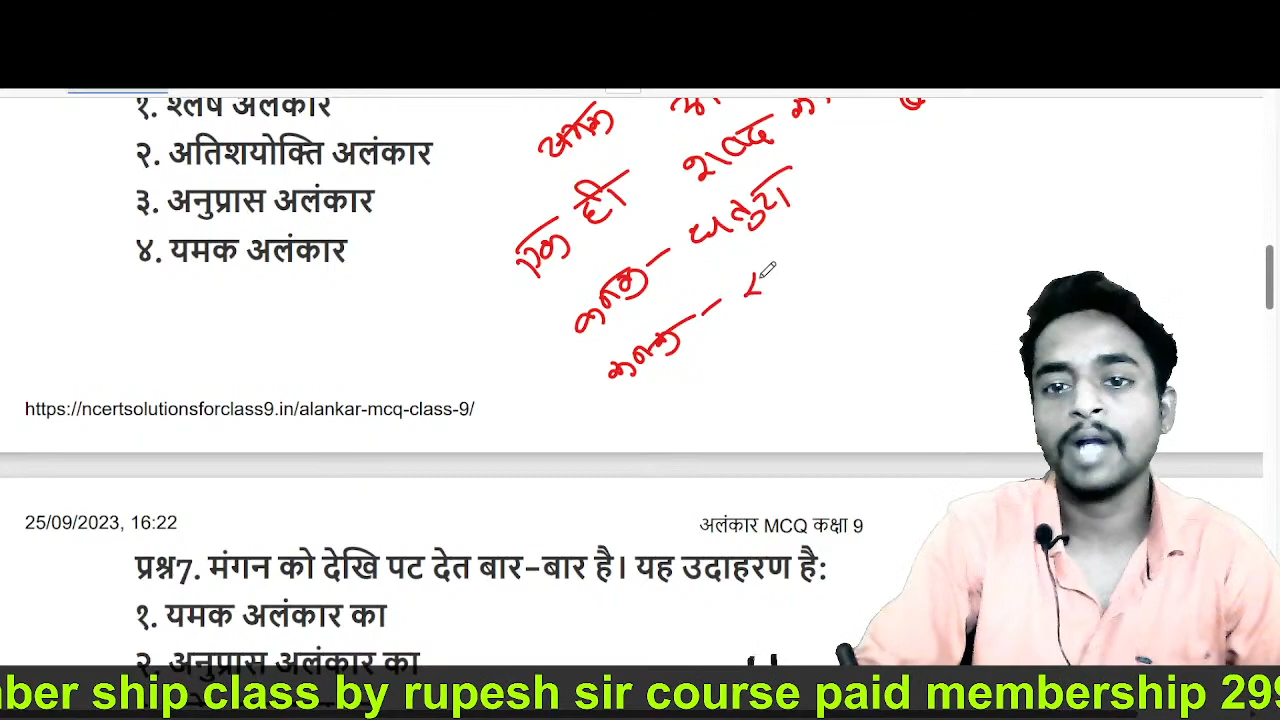 १. श्लेष अलंकार
२. अतिशयोक्ति अलंकार
३. अनुप्रास अलंकार
४. यमक अलंकार
यमक
एक ही शब्द
कनक – धतुरा
कनक –
https://ncertsolutionsforclass9.in/alankar-mcq-class-9/
25/09/2023, 16:22
अलंकार MCQ कक्षा 9
प्रश्न7. मंगन को देखि पट देत बार-बार है। यह उदाहरण है:
१. यमक अलंकार का
२. अनुप्रास अलंकार का
ship class by rupesh sir course paid membership